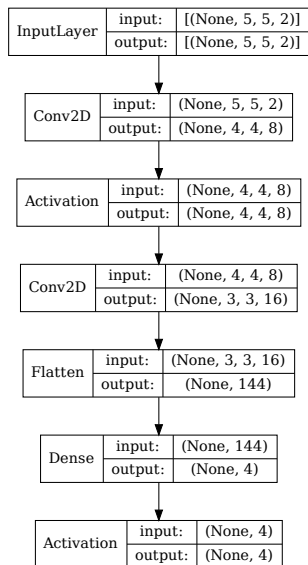 InputLayer input: [(None, 5, 5, 2)]
output: [(None, 5, 5, 2)]
Conv2D input: (None, 5, 5, 2)
output: (None, 4, 4, 8)
Activation input: (None, 4, 4, 8)
output: (None, 4, 4, 8)
Conv2D input: (None, 4, 4, 8)
output: (None, 3, 3, 16)
Flatten input: (None, 3, 3, 16)
output: (None, 144)
Dense input: (None, 144)
output: (None, 4)
Activation input: (None, 4)
output: (None, 4)